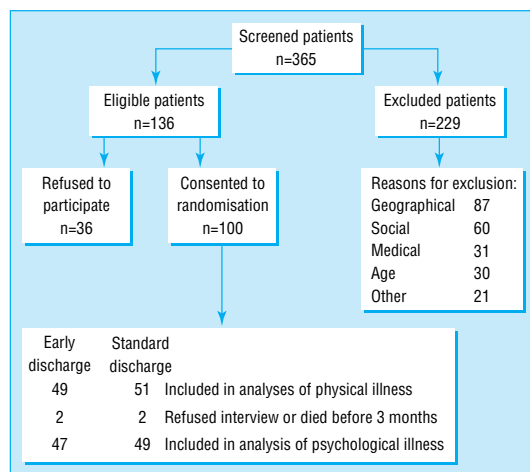 Screened patients
n=365
Eligible patients
n=136
Excluded patients
n=229
Refused to
participate
n=36
Consented to
randomisation
n=100
Reasons for exclusion:
Geographical 87
Social 60
Medical 31
Age 30
Other 21
Early discharge
Standard discharge
49 51 Included in analyses of physical illness
2 2 Refused interview or died before 3 months
47 49 Included in analysis of psychological illness